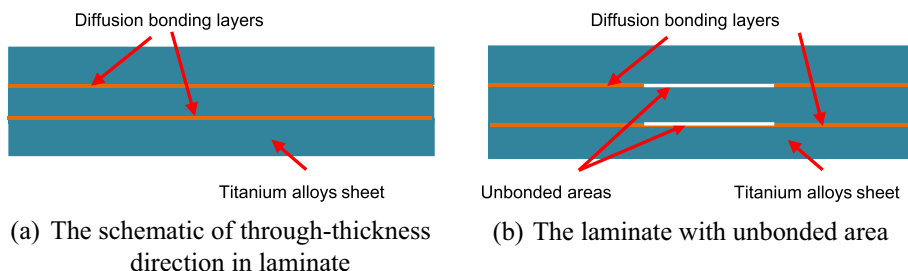 Diffusion bonding layers
Titanium alloys sheet
(a) The schematic of through-thickness
direction in laminate
Diffusion bonding layers
Unbonded areas
Titanium alloys sheet
(b) The laminate with unbonded area